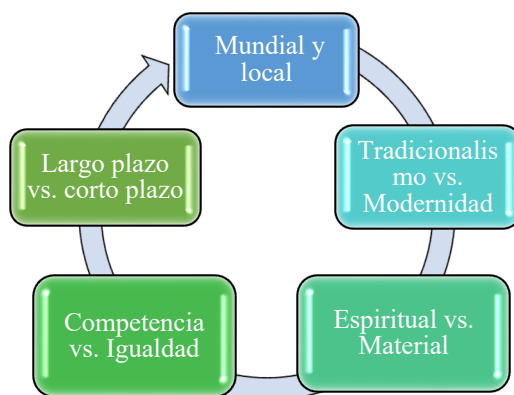 Mundial y
local
Tradicionalis
mo vs.
Modernidad
Espiritual vs.
Material
Competencia
vs. Igualdad
Largo plazo
vs. corto plazo